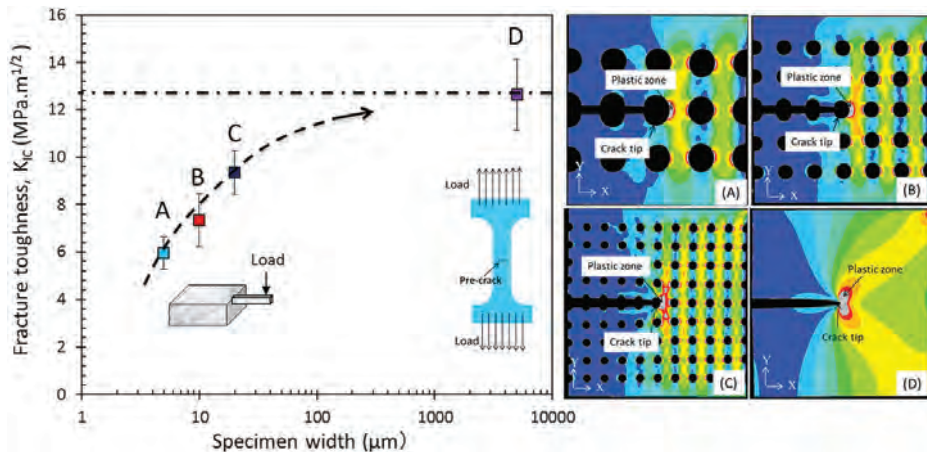 Fracture toughness, K_IC (MPa.m^-1/2)
16
14
12
10
8
6
4
2
0
1
10
100
1000
10000
Specimen width (μm)
A
B
C
D
Load
Load
Pre-crack
Load
Plastic zone
Crack tip
Y
X
(A)
Plastic zone
Crack tip
Y
X
(B)
Plastic zone
Crack tip
Y
X
(C)
Plastic zone
Crack tip
Y
X
(D)